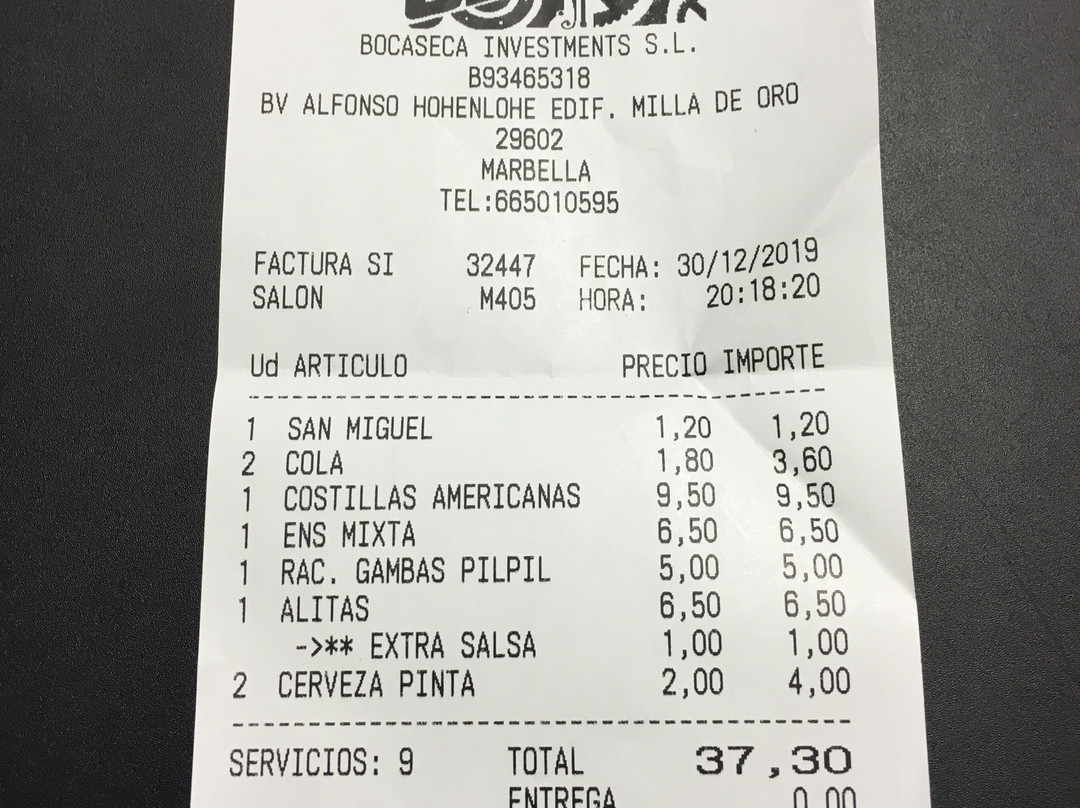 BOCASECA INVESTMENTS S.L.
B93465318
BV ALFONSO HOHENLOHE EDIF. MILLA DE ORO
29602
MARBELLA
TEL:665010595
FACTURA SI 32447 FECHA: 30/12/2019
SALON M405 HORA: 20:18:20
Ud ARTICULO PRECIO IMPORTE
1 SAN MIGUEL 1,20 1,20
2 COLA 1,80 3,60
1 COSTILLAS AMERICANAS 9,50 9,50
1 ENS MIXTA 6,50 6,50
1 RAC. GAMBAS PILPIL 5,00 5,00
1 ALITAS 6,50 6,50
->** EXTRA SALSA 1,00 1,00
2 CERVEZA PINTA 2,00 4,00
SERVICIOS: 9 TOTAL 37,30
ENTREGA 0,00